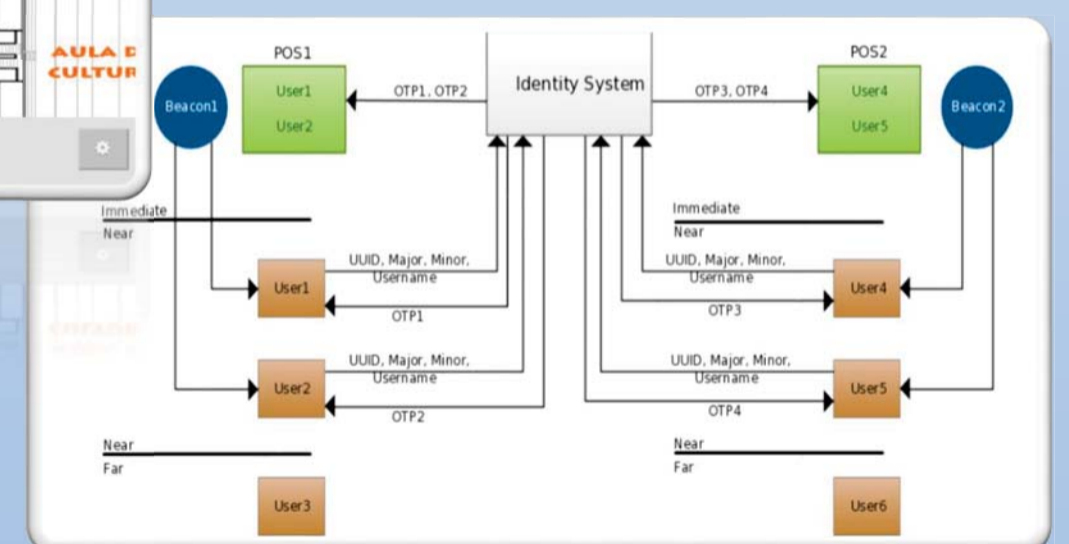 AULA D
CULTUR
POS1
POS2
Beacon1
User1
User2
OTP1, OTP2
Identity System
OTP3, OTP4
User4
User5
Beacon2
Immediate
Near
Immediate
Near
UUID, Major, Minor,
Username
User1
OTP1
UUID, Major, Minor,
Username
User4
OTP3
UUID, Major, Minor,
Username
User2
OTP2
UUID, Major, Minor,
Username
User5
OTP4
Near
Far
Near
Far
User3
User6